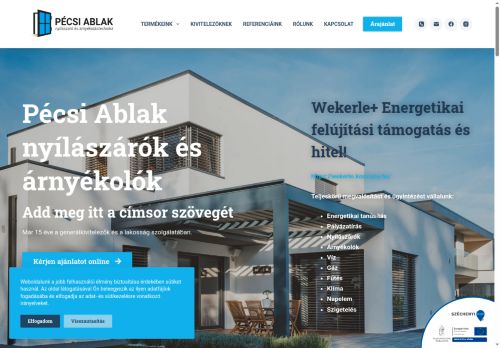 PÉCSI ABLAK
nyílászáró és árnyékolástechnika
TERMÉKEINK
KIVITELEZŐKNEK
REFERENCIÁINK
RÓLUNK
KAPCSOLAT
Árajánlat
Pécsi Ablak
nyílászárók és
árnyékolók
Add meg itt a címsor szövegét
Már 15 éve a generálkivitelezők és a lakosság szolgálatában.
Kérjen ajánlatot online
Wekerle+ Energetikai
felújítási támogatás és
hitel!
Teljeskörű megvalósítást és ügyintézést vállalunk:
Energetikai tanúsítás
Pályázatírás
Nyílászárók
Árnyékolók
Víz
Gáz
Fűtés
Klíma
Napelem
Szigetelés
Weboldalunk a jobb felhasználói élmény biztosítása érdekében sütiket
használ. Az oldal látogatásával Ön beleegyezik az ilyen adatfájlok
fogadásába és elfogadja az adat- és sütikezelésre vonatkozó
irányelveket.
Elfogadom
Visszautasítás
SZÉCHENYI